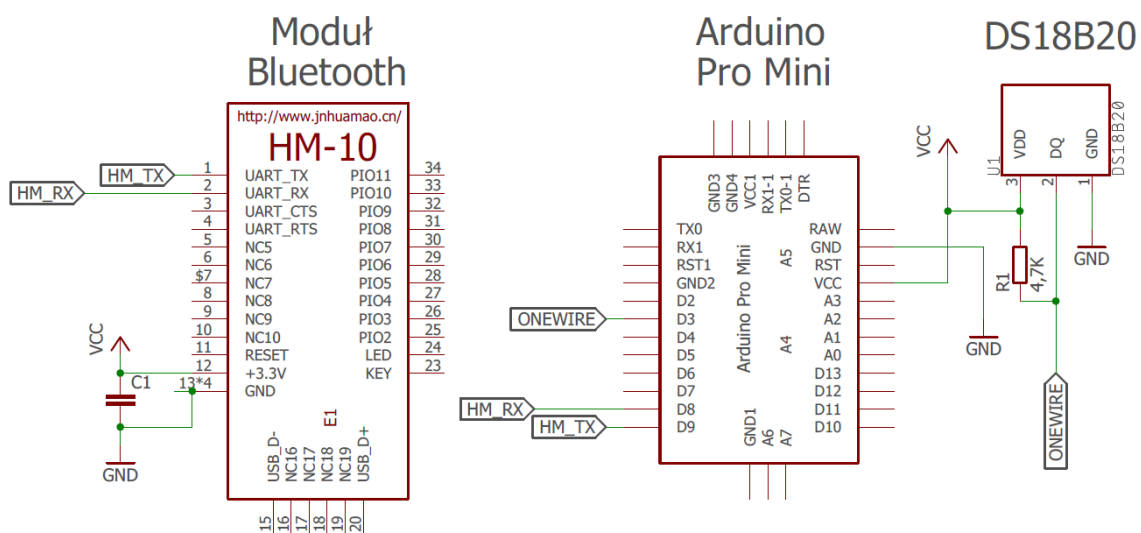 Moduł
Bluetooth
http://www.jnhuamao.cn/
HM-10
HM_TX
HM_RX
1 UART_TX PIO11 34
2 UART_RX PIO10 33
3 UART_CTS PIO9 32
4 UART_RTS PIO8 31
5 NC5 PIO7 30
6 NC6 PIO6 29
$7 NC7 PIO5 28
8 NC8 PIO4 27
9 NC9 PIO3 26
10 NC10 PIO2 25
11 RESET LED 24
12 +3.3V KEY 23
13*4 GND
VCC
C1
GND
E1
USB_D- NC16 NC17 NC18 NC19 USB_D+
15 16 17 18 19 20
Arduino
Pro Mini
GND3 GND4 VCC1 RX1-1 TX0-1 DTR
TX0 RAW
RX1 A5 GND
RST1 RST
GND2 VCC
D2 A3
D3 A2
D4 A4 A1
D5 A0
D6 D13
D7 D12
D8 D11
D9 D10
Arduino Pro Mini
GND1 A6 A7
ONEWIRE
HM_RX
HM_TX
GND
DS18B20
VCC
U1
VDD DQ GND
3 2 1
DS18B20
R1
4,7K
GND
ONEWIRE